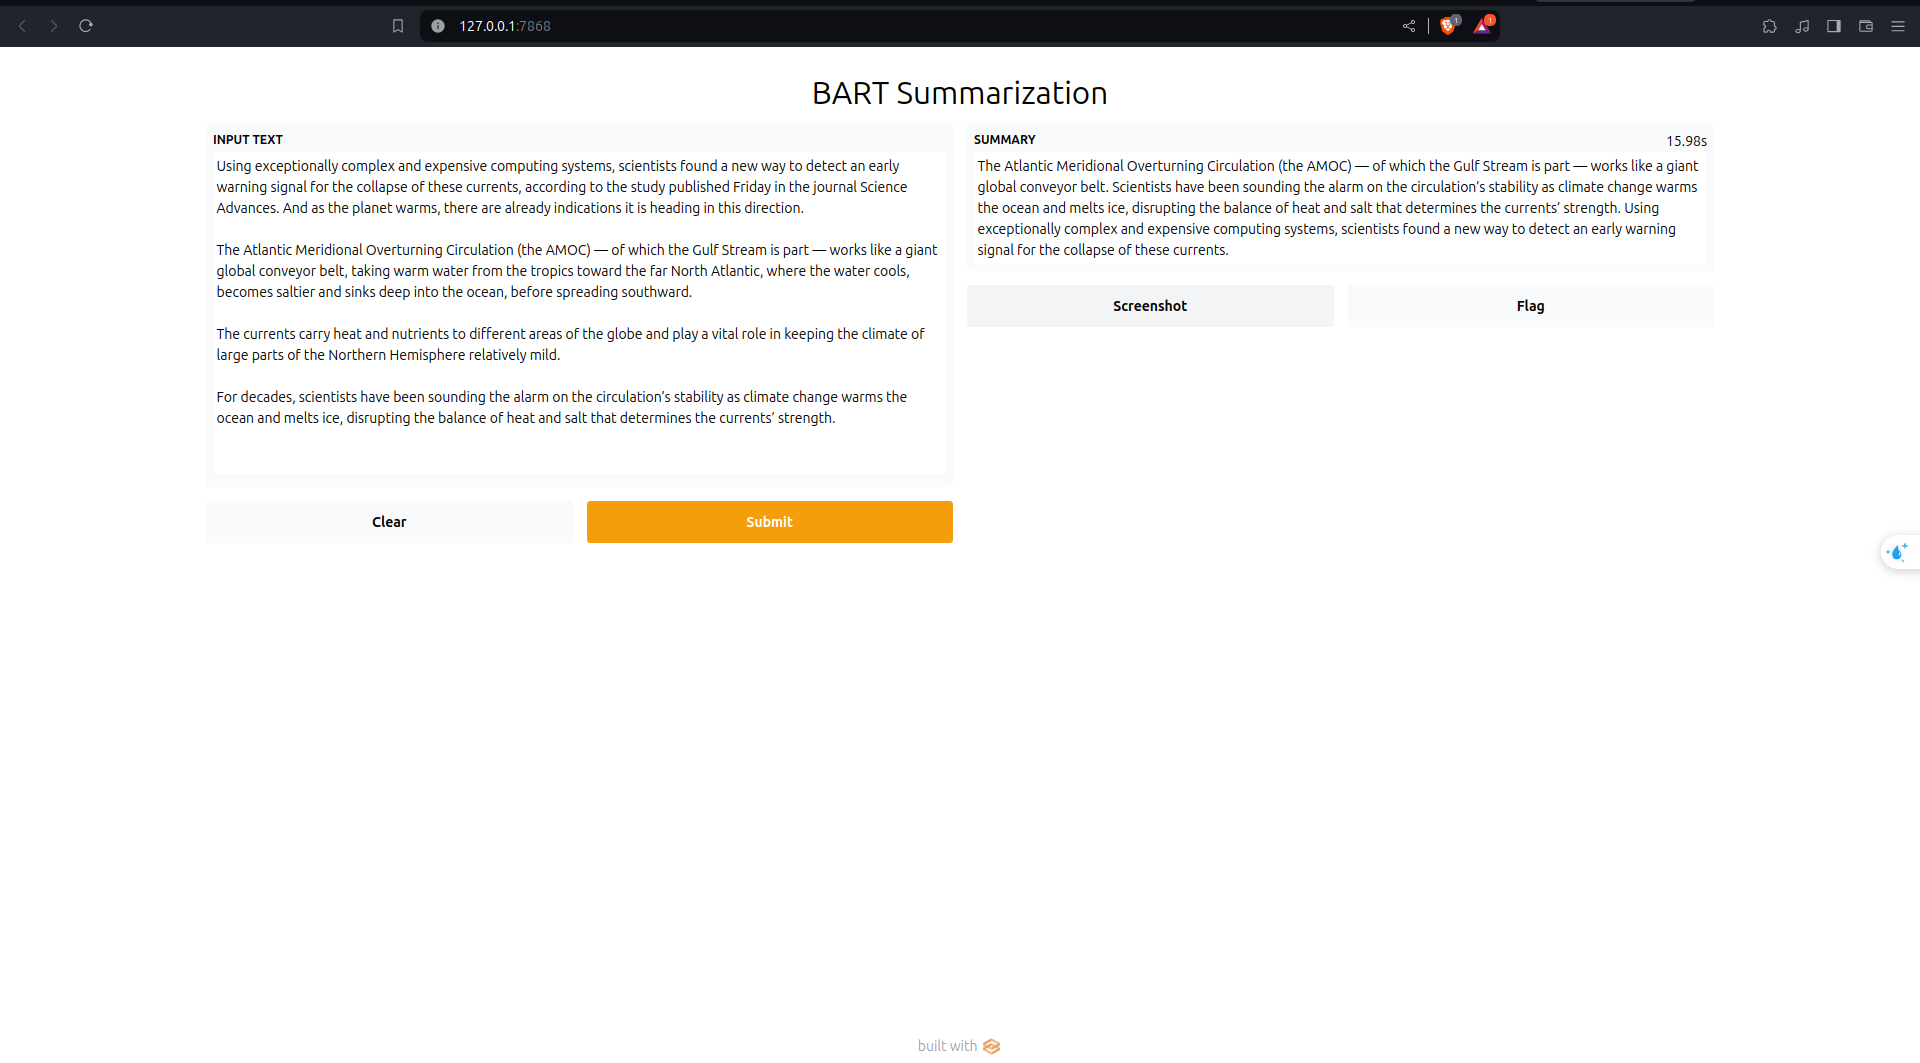 127.0.0.1:7868
1
1
BART Summarization
INPUT TEXT
Using exceptionally complex and expensive computing systems, scientists found a new way to detect an early
warning signal for the collapse of these currents, according to the study published Friday in the journal Science
Advances. And as the planet warms, there are already indications it is heading in this direction.
The Atlantic Meridional Overturning Circulation (the AMOC) — of which the Gulf Stream is part — works like a giant
global conveyor belt, taking warm water from the tropics toward the far North Atlantic, where the water cools,
becomes saltier and sinks deep into the ocean, before spreading southward.
The currents carry heat and nutrients to different areas of the globe and play a vital role in keeping the climate of
large parts of the Northern Hemisphere relatively mild.
For decades, scientists have been sounding the alarm on the circulation’s stability as climate change warms the
ocean and melts ice, disrupting the balance of heat and salt that determines the currents’ strength.
Clear
Submit
SUMMARY
15.98s
The Atlantic Meridional Overturning Circulation (the AMOC) — of which the Gulf Stream is part — works like a giant
global conveyor belt. Scientists have been sounding the alarm on the circulation’s stability as climate change warms
the ocean and melts ice, disrupting the balance of heat and salt that determines the currents’ strength. Using
exceptionally complex and expensive computing systems, scientists found a new way to detect an early warning
signal for the collapse of these currents.
Screenshot
Flag
built with